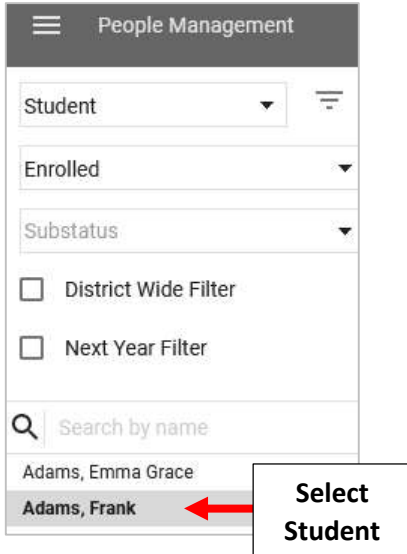 People Management
Student
Enrolled
Substatus
District Wide Filter
Next Year Filter
Search by name
Adams, Emma Grace
Adams, Frank
Select
Student